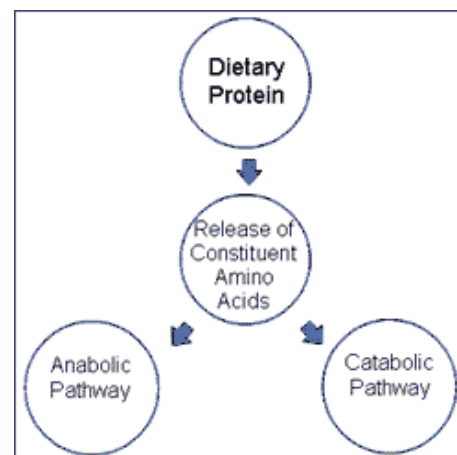 Dietary
Protein
Release of
Constituent
Amino
Acids
Anabolic
Pathway
Catabolic
Pathway